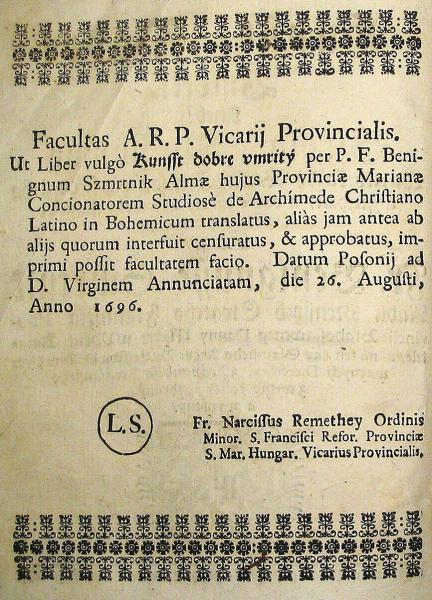 Facultas A. R. P. Vicarij Provincialis.
Ut Liber vulgò Kunsst dobre vmritý per P. F. Beni-
gnum Szmrtnik Almæ hujus Provinciæ Marianæ
Concionatorem Studiosè de Archímede Chriſtiano
Latino in Bohemicum translatus, aliàs jam antea ab
alijs quorum interfuit cenſuratus, & approbatus, im-
primi poſſit facultatem facio. Datum Poſonij ad
D. Virginem Annunciatam, die 26. Auguſti,
Anno 1696.
L. S.
Fr. Narciſſus Remethey Ordinis
Minor. S. Franciſci Refor. Provinciæ
S. Mar. Hungar. Vicarius Provincialis.